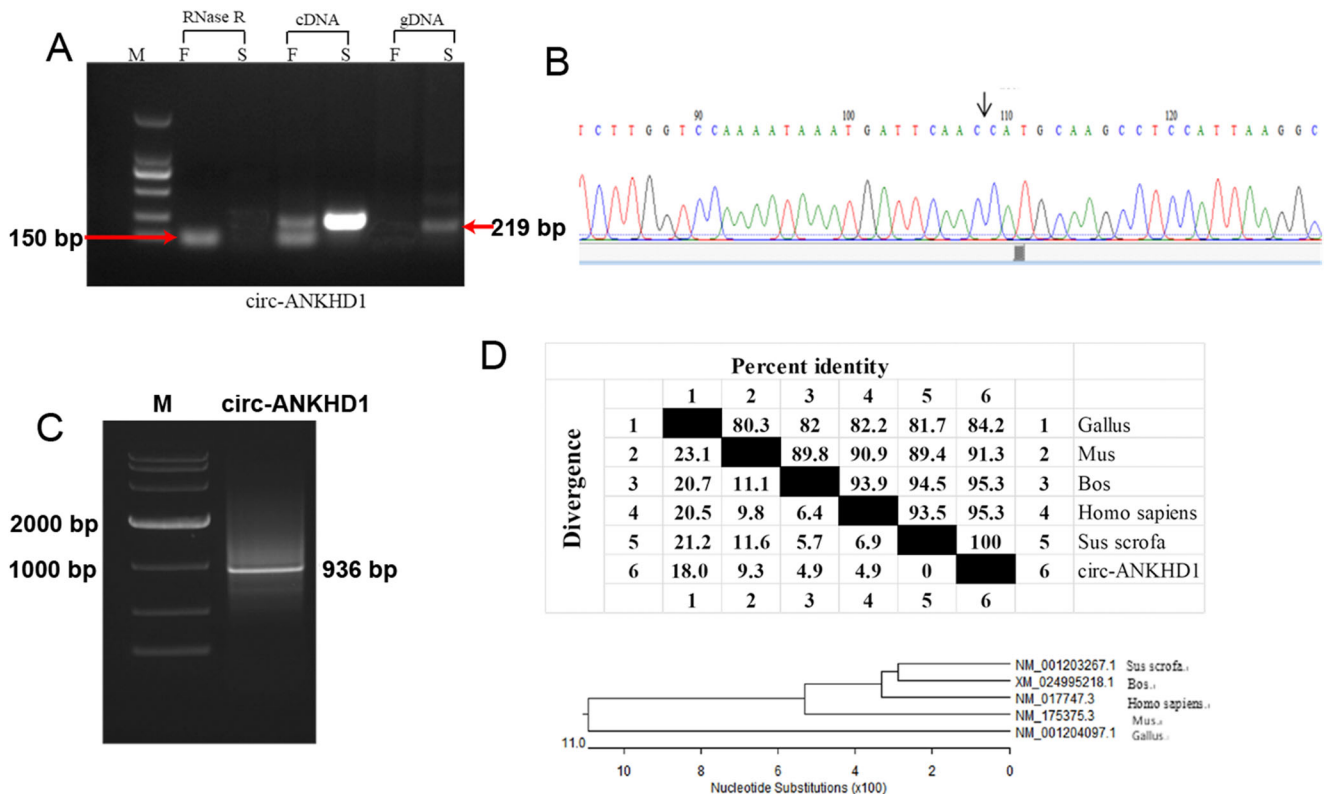 A
RNase R cDNA gDNA
M F S F S F S
150 bp
219 bp
circ-ANKHD1
B
90 100 110 120
T C T T G G T C C A A A A T A A A T G A T T C A A C C A T G C A A G C C T C C A T T A A G G C
C
M circ-ANKHD1
2000 bp
1000 bp
936 bp
D
Percent identity
Divergence
1 2 3 4 5 6
1 80.3 82 82.2 81.7 84.2 1 Gallus
2 23.1 89.8 90.9 89.4 91.3 2 Mus
3 20.7 11.1 93.9 94.5 95.3 3 Bos
4 20.5 9.8 6.4 93.5 95.3 4 Homo sapiens
5 21.2 11.6 5.7 6.9 100 5 Sus scrofa
6 18.0 9.3 4.9 4.9 0 6 circ-ANKHD1
1 2 3 4 5 6
NM_001203267.1 Sus scrofa
XM_024995218.1 Bos
NM_017747.3 Homo sapiens
NM_175375.3 Mus
NM_001204097.1 Gallus
11.0
10 8 6 4 2 0
Nucleotide Substitutions (x100)